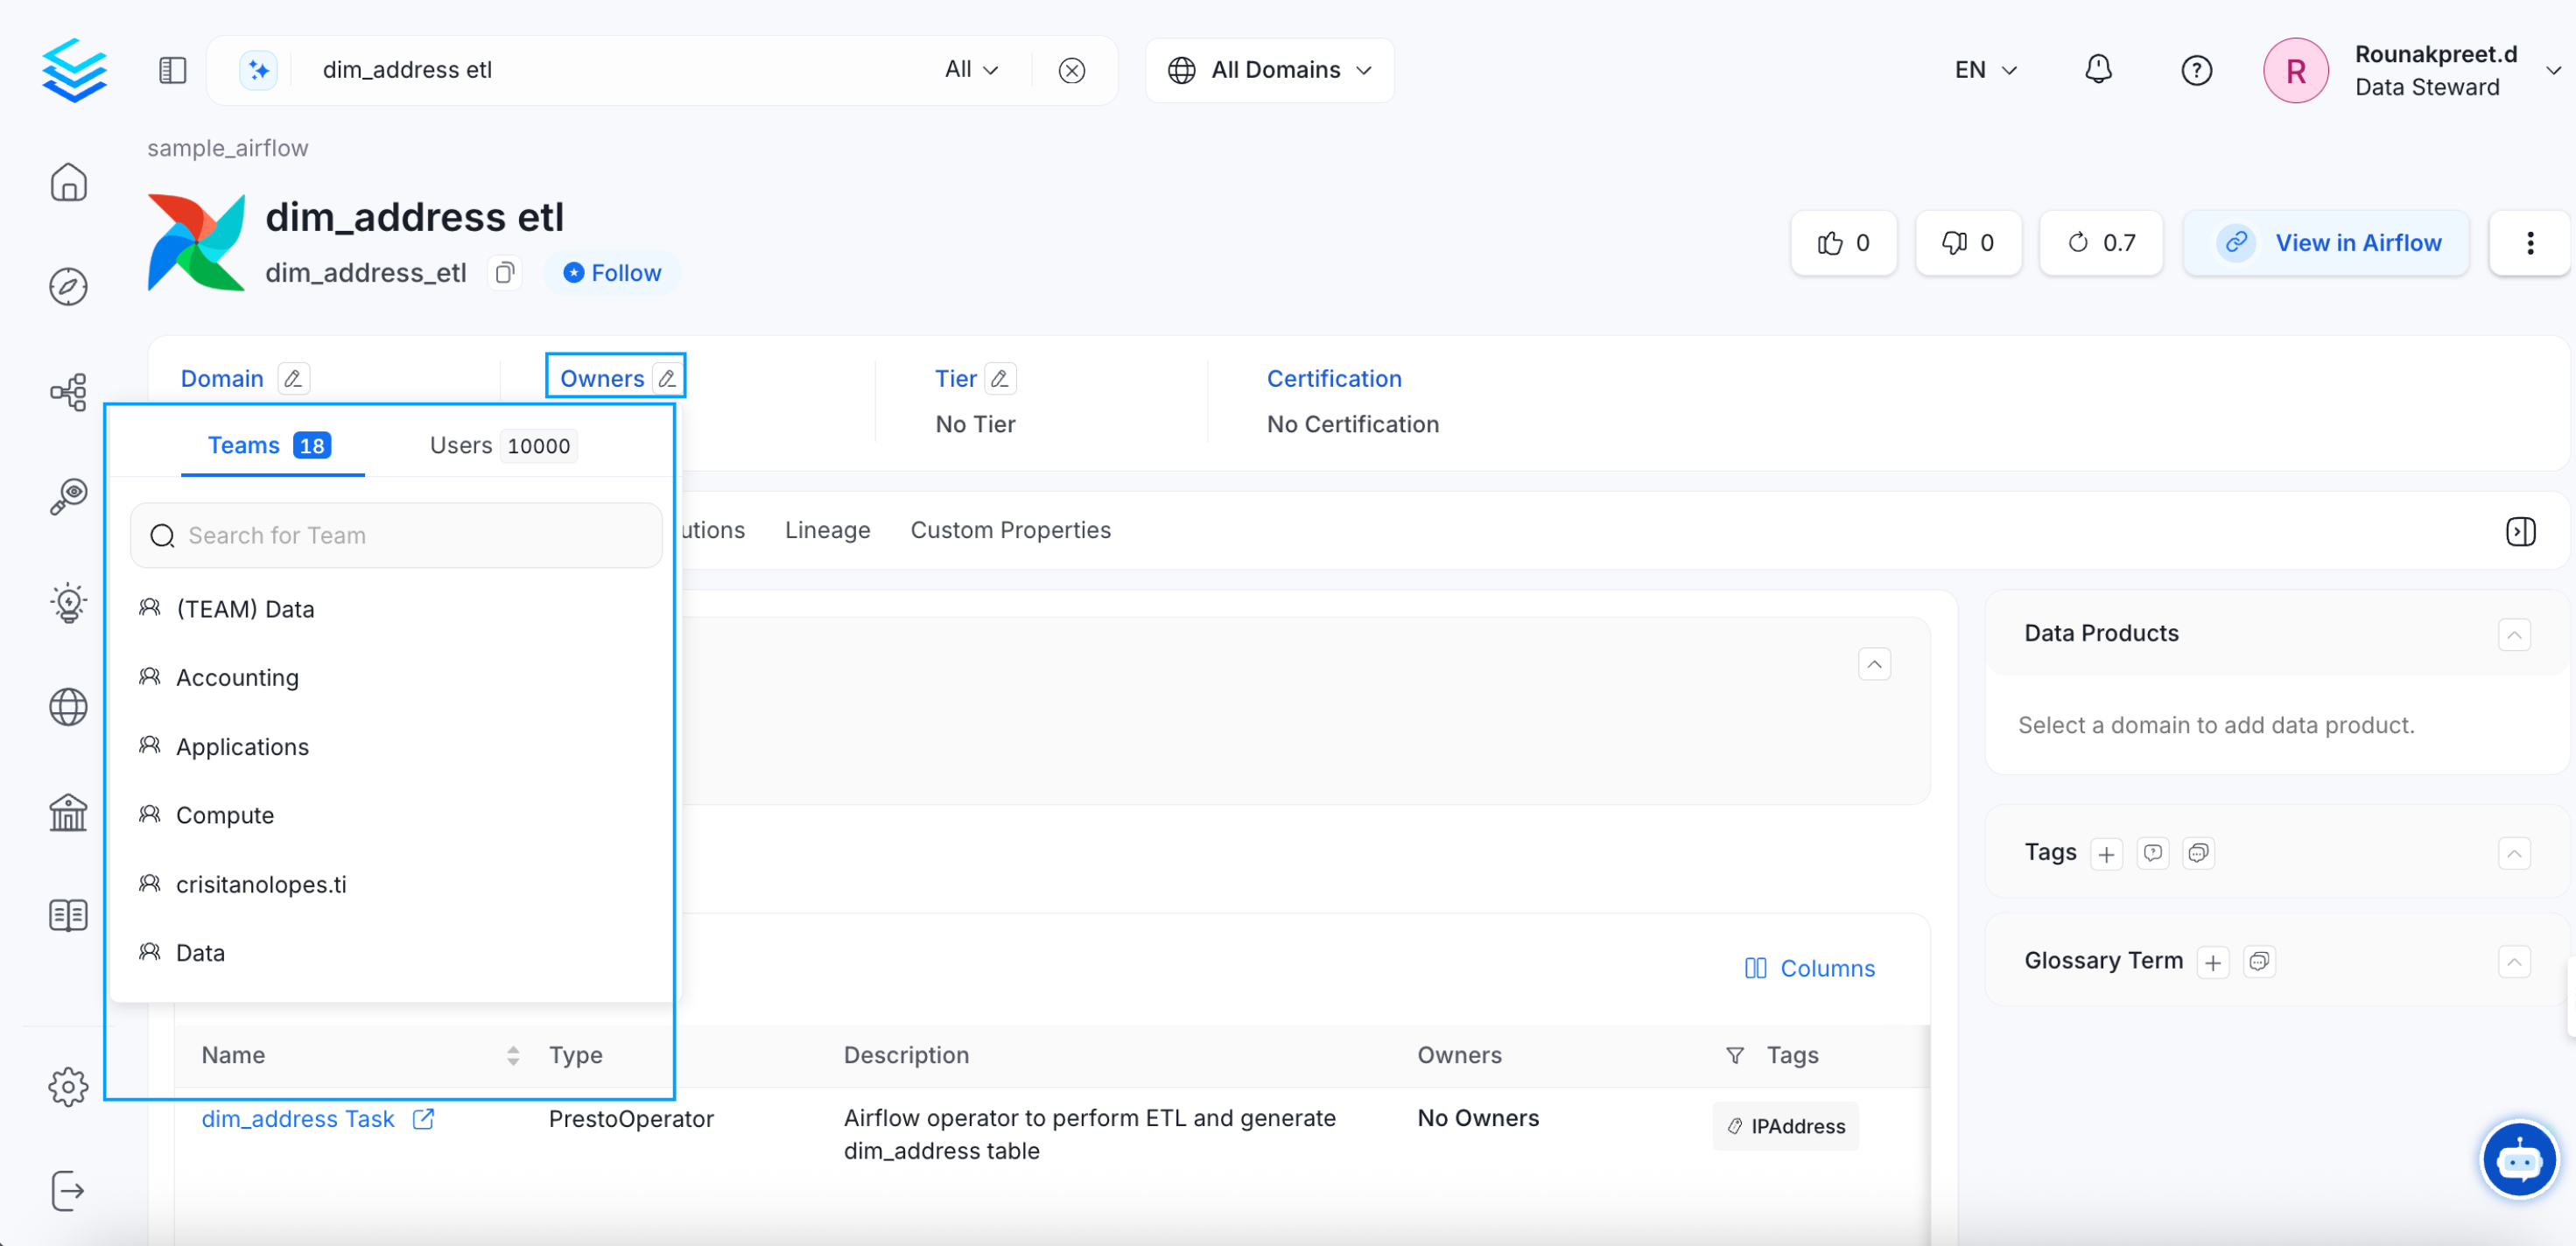 dim_address etl
All
All Domains
EN
R
Rounakpreet.d
Data Steward
sample_airflow
dim_address etl
dim_address_etl
Follow
0
0
0.7
View in Airflow
Domain
Owners
Tier
No Tier
Certification
No Certification
Teams 18
Users 10000
Search for Team
(TEAM) Data
Accounting
Applications
Compute
crisitanolopes.ti
Data
utions
Lineage
Custom Properties
Data Products
Select a domain to add data product.
Tags
Glossary Term
Columns
Name
Type
Description
Owners
Tags
dim_address Task
PrestoOperator
Airflow operator to perform ETL and generate
dim_address table
No Owners
IPAddress